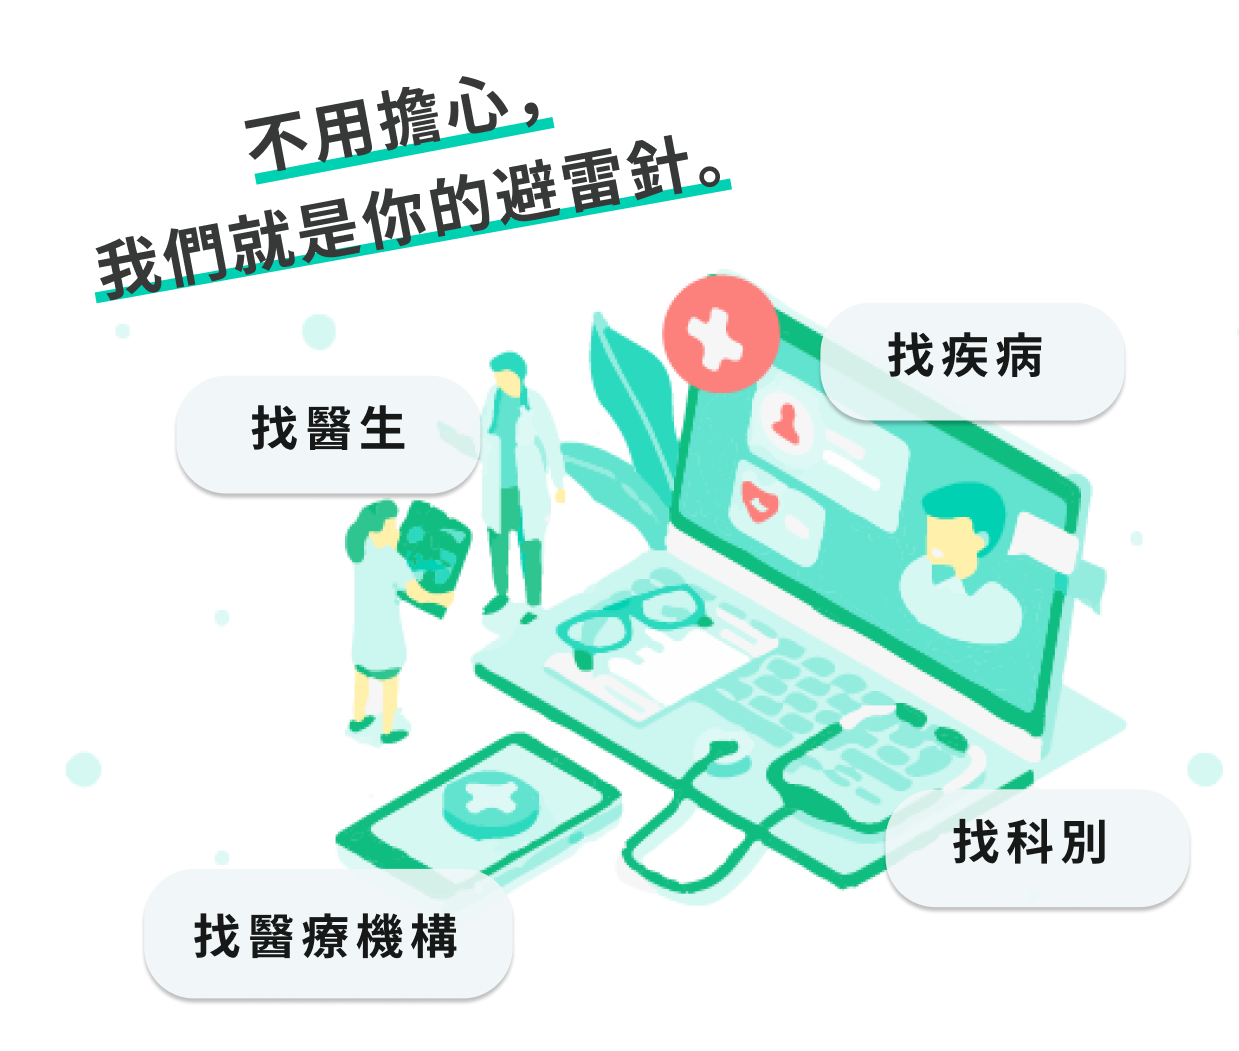 不用擔心，
我們就是你的避雷針。
找疾病
找醫生
找科別
找醫療機構